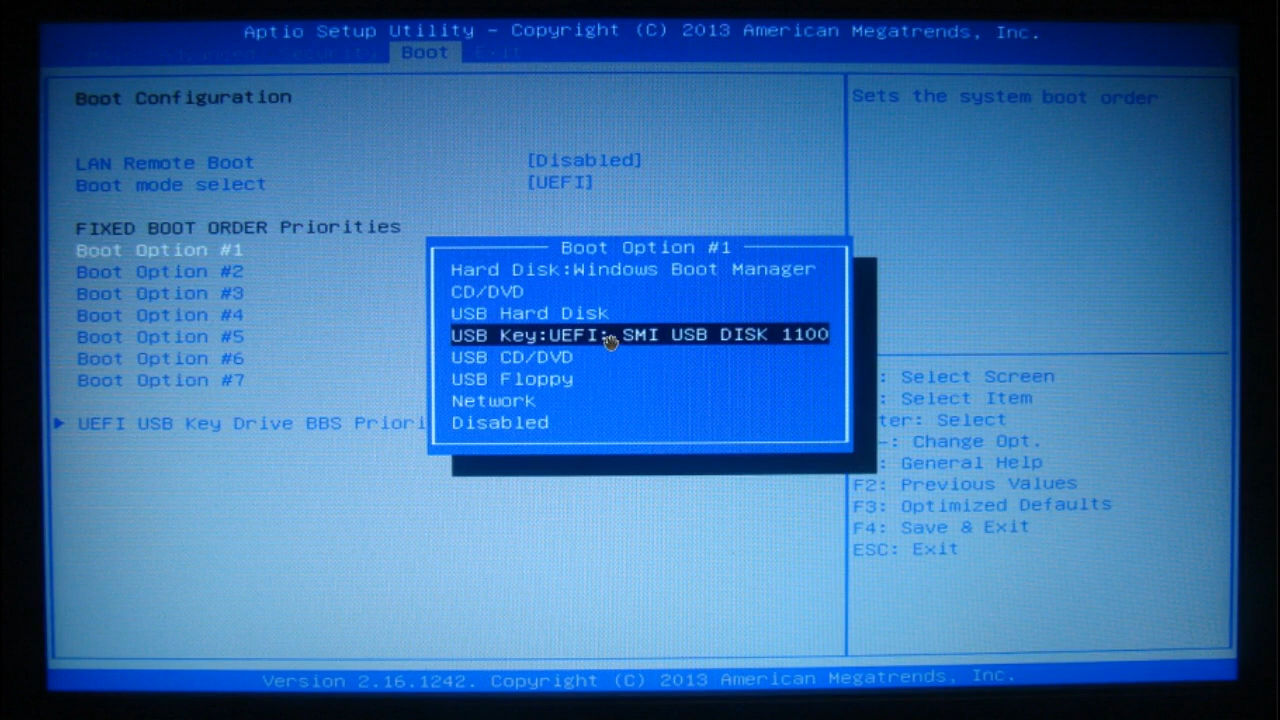 Aptio Setup Utility – Copyright (C) 2013 American Megatrends, Inc.
Advanced Security Boot Exit
Boot Configuration
Sets the system boot order
LAN Remote Boot [Disabled]
Boot mode select [UEFI]
FIXED BOOT ORDER Priorities
Boot Option #1
Boot Option #2
Boot Option #3
Boot Option #4
Boot Option #5
Boot Option #6
Boot Option #7
UEFI USB Key Drive BBS Priori
Boot Option #1
Hard Disk:Windows Boot Manager
CD/DVD
USB Hard Disk
USB Key:UEFI: SMI USB DISK 1100
USB CD/DVD
USB Floppy
Network
Disabled
: Select Screen
: Select Item
ter: Select
–: Change Opt.
: General Help
F2: Previous Values
F3: Optimized Defaults
F4: Save & Exit
ESC: Exit
Version 2.16.1242. Copyright (C) 2013 American Megatrends, Inc.